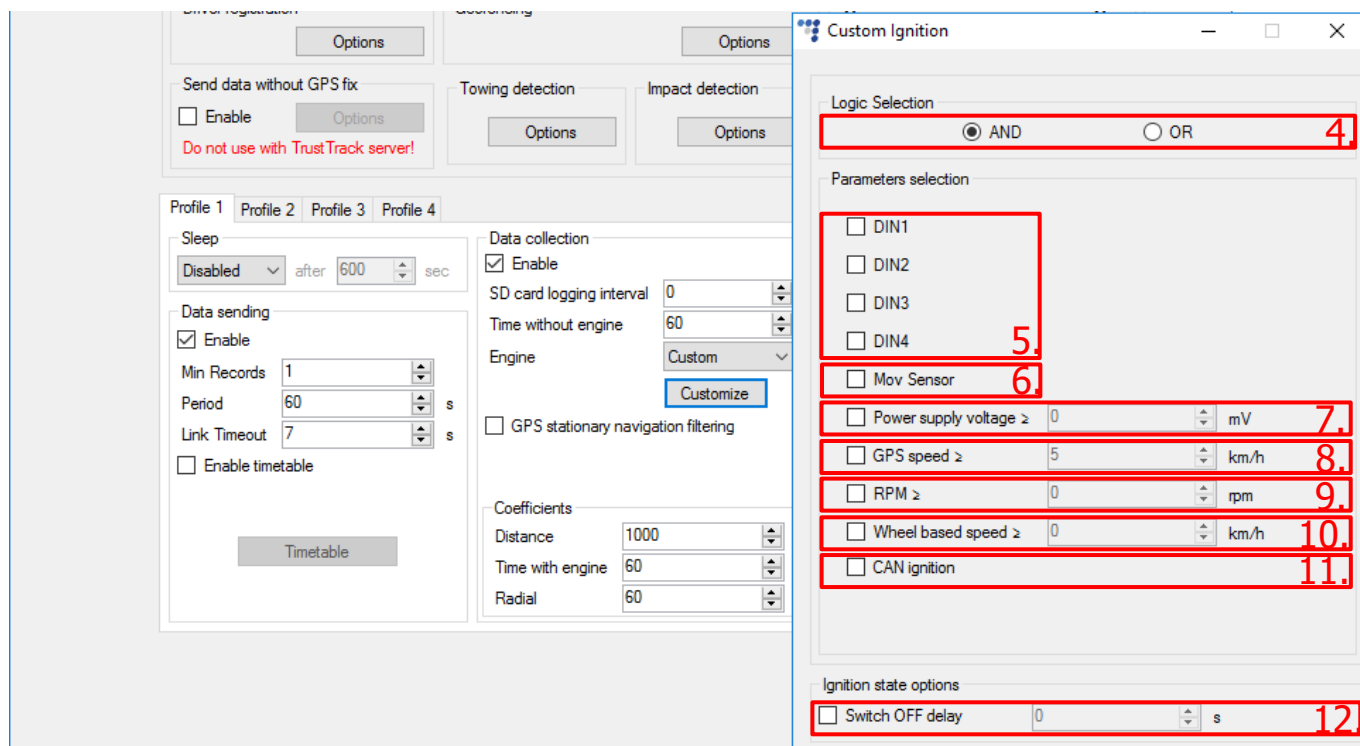 Driver registration
Geofencing
Options
Options
Send data without GPS fix
Enable
Options
Do not use with TrustTrack server!
Towing detection
Options
Impact detection
Options
Profile 1
Profile 2
Profile 3
Profile 4
Sleep
Disabled
after
600
sec
Data sending
Enable
Min Records
1
Period
60
s
Link Timeout
7
s
Enable timetable
Timetable
Data collection
Enable
SD card logging interval
0
Time without engine
60
Engine
Custom
Customize
GPS stationary navigation filtering
Coefficients
Distance
1000
Time with engine
60
Radial
60
Custom Ignition
Logic Selection
AND
OR
4.
Parameters selection
DIN1
DIN2
DIN3
DIN4
5.
Mov Sensor
6.
Power supply voltage ≥
0
mV
7.
GPS speed ≥
5
km/h
8.
RPM ≥
0
rpm
9.
Wheel based speed ≥
0
km/h
10.
CAN ignition
11.
Ignition state options
Switch OFF delay
0
s
12.